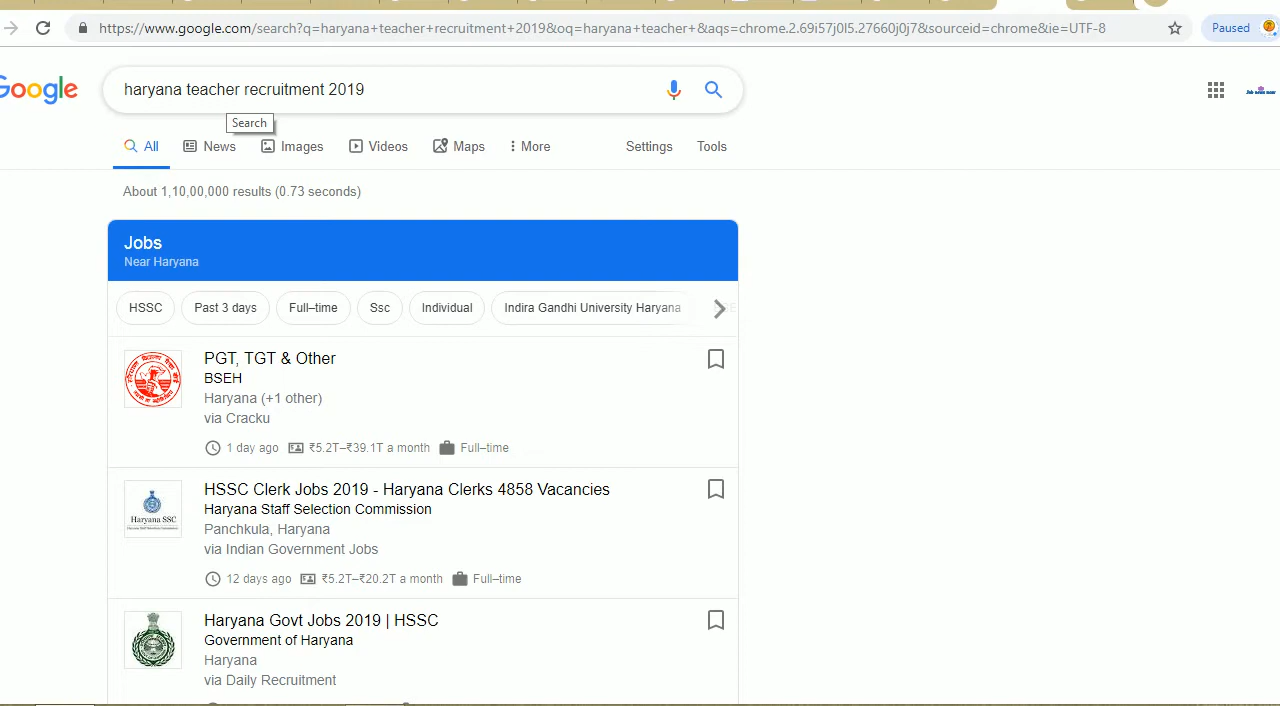 https://www.google.com/search?q=haryana+teacher+recruitment+2019&oq=haryana+teacher+&aqs=chrome.2.69i57j0l5.27660j0j7&sourceid=chrome&ie=UTF-8
Paused
Google
haryana teacher recruitment 2019
Search
All
News
Images
Videos
Maps
More
Settings
Tools
About 1,10,00,000 results (0.73 seconds)
Jobs
Near Haryana
HSSC
Past 3 days
Full–time
Ssc
Individual
Indira Gandhi University Haryana
PGT, TGT & Other
BSEH
Haryana (+1 other)
via Cracku
1 day ago
₹5.2T–₹39.1T a month
Full–time
HSSC Clerk Jobs 2019 - Haryana Clerks 4858 Vacancies
Haryana SSC
Haryana Staff Selection Commission
Panchkula, Haryana
via Indian Government Jobs
12 days ago
₹5.2T–₹20.2T a month
Full–time
Haryana Govt Jobs 2019 | HSSC
Government of Haryana
Haryana
via Daily Recruitment